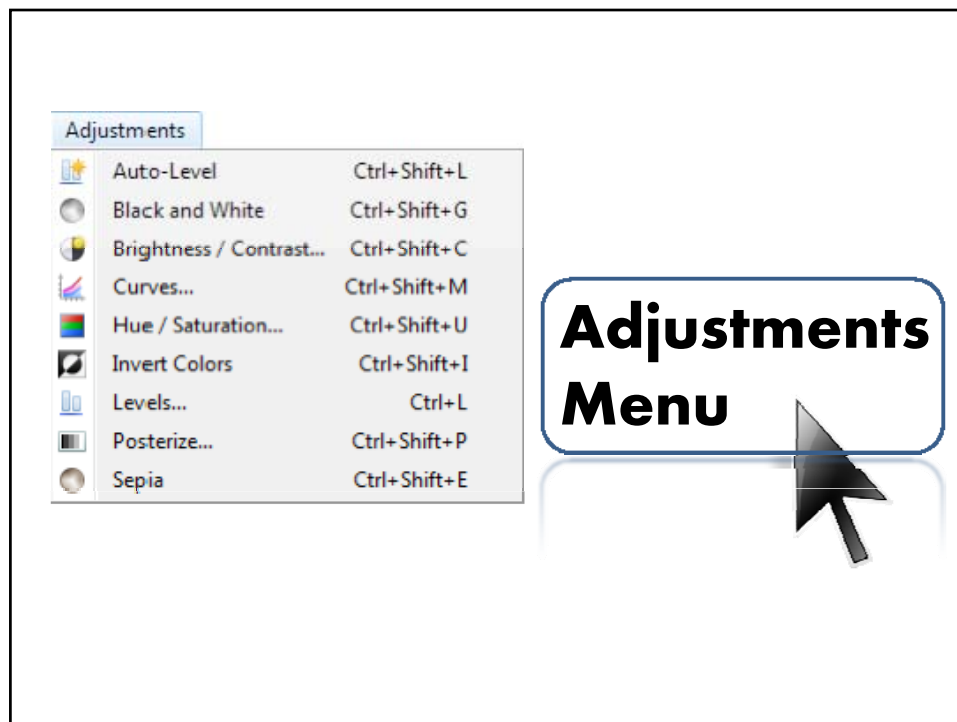 Adjustments
Auto-Level Ctrl+Shift+L
Black and White Ctrl+Shift+G
Brightness / Contrast... Ctrl+Shift+C
Curves... Ctrl+Shift+M
Hue / Saturation... Ctrl+Shift+U
Invert Colors Ctrl+Shift+I
Levels... Ctrl+L
Posterize... Ctrl+Shift+P
Sepia Ctrl+Shift+E
Adjustments
Menu